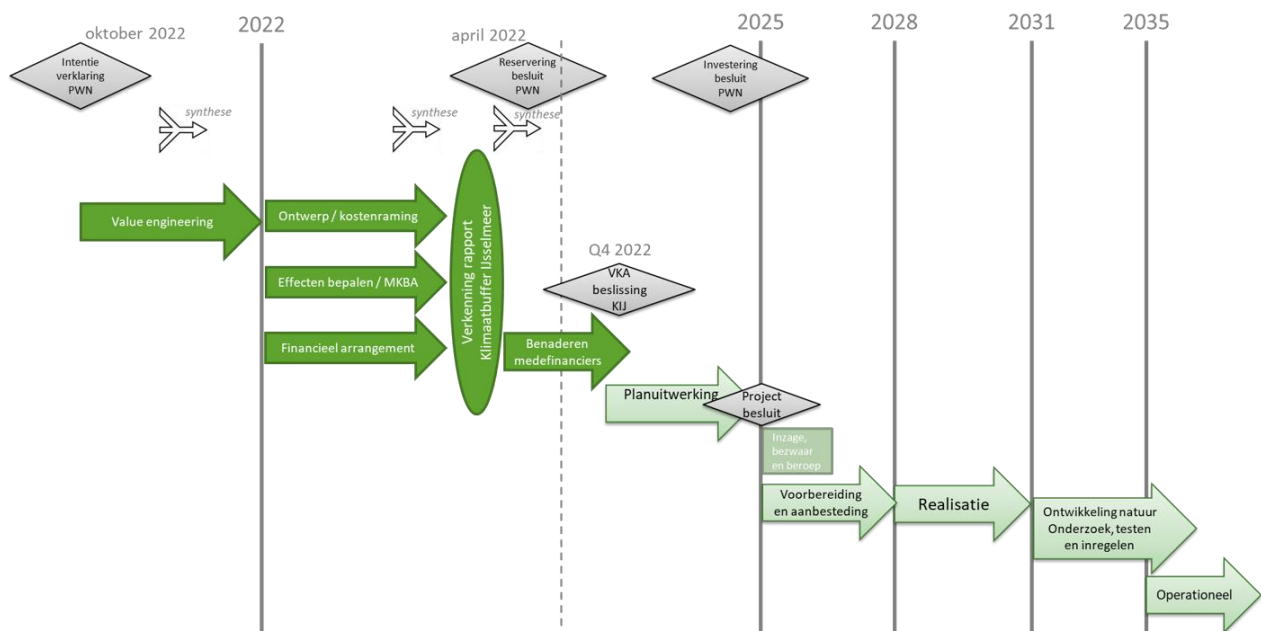 oktober 2022
2022
april 2022
2025
2028
2031
2035
Intentie
verklaring
PWN
Reservering
besluit
PWN
Investering
besluit
PWN
synthese
synthese
synthese
Value engineering
Ontwerp / kostenraming
Effecten bepalen / MKBA
Financieel arrangement
Verkenning rapport
Klimaatbuffer IJsselmeer
Q4 2022
VKA
beslissing
KIJ
Benaderen
medefinanciers
Planuitwerking
Project
besluit
Inzage,
bezwaar
en beroep
Voorbereiding
en aanbesteding
Realisatie
Ontwikkeling natuur
Onderzoek, testen
en inregelen
Operationeel